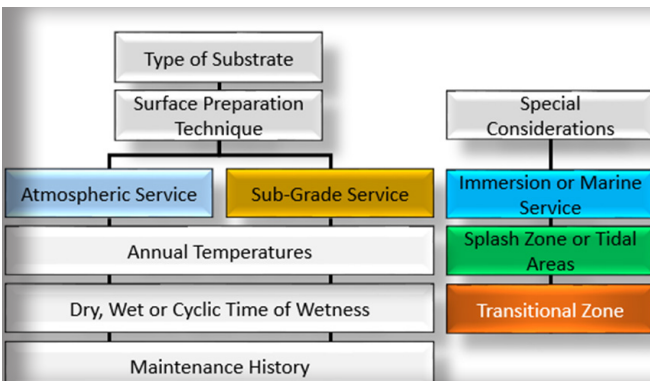 Type of Substrate
Surface Preparation
Technique
Special
Considerations
Atmospheric Service
Sub-Grade Service
Immersion or Marine
Service
Annual Temperatures
Splash Zone or Tidal
Areas
Dry, Wet or Cyclic Time of Wetness
Transitional Zone
Maintenance History